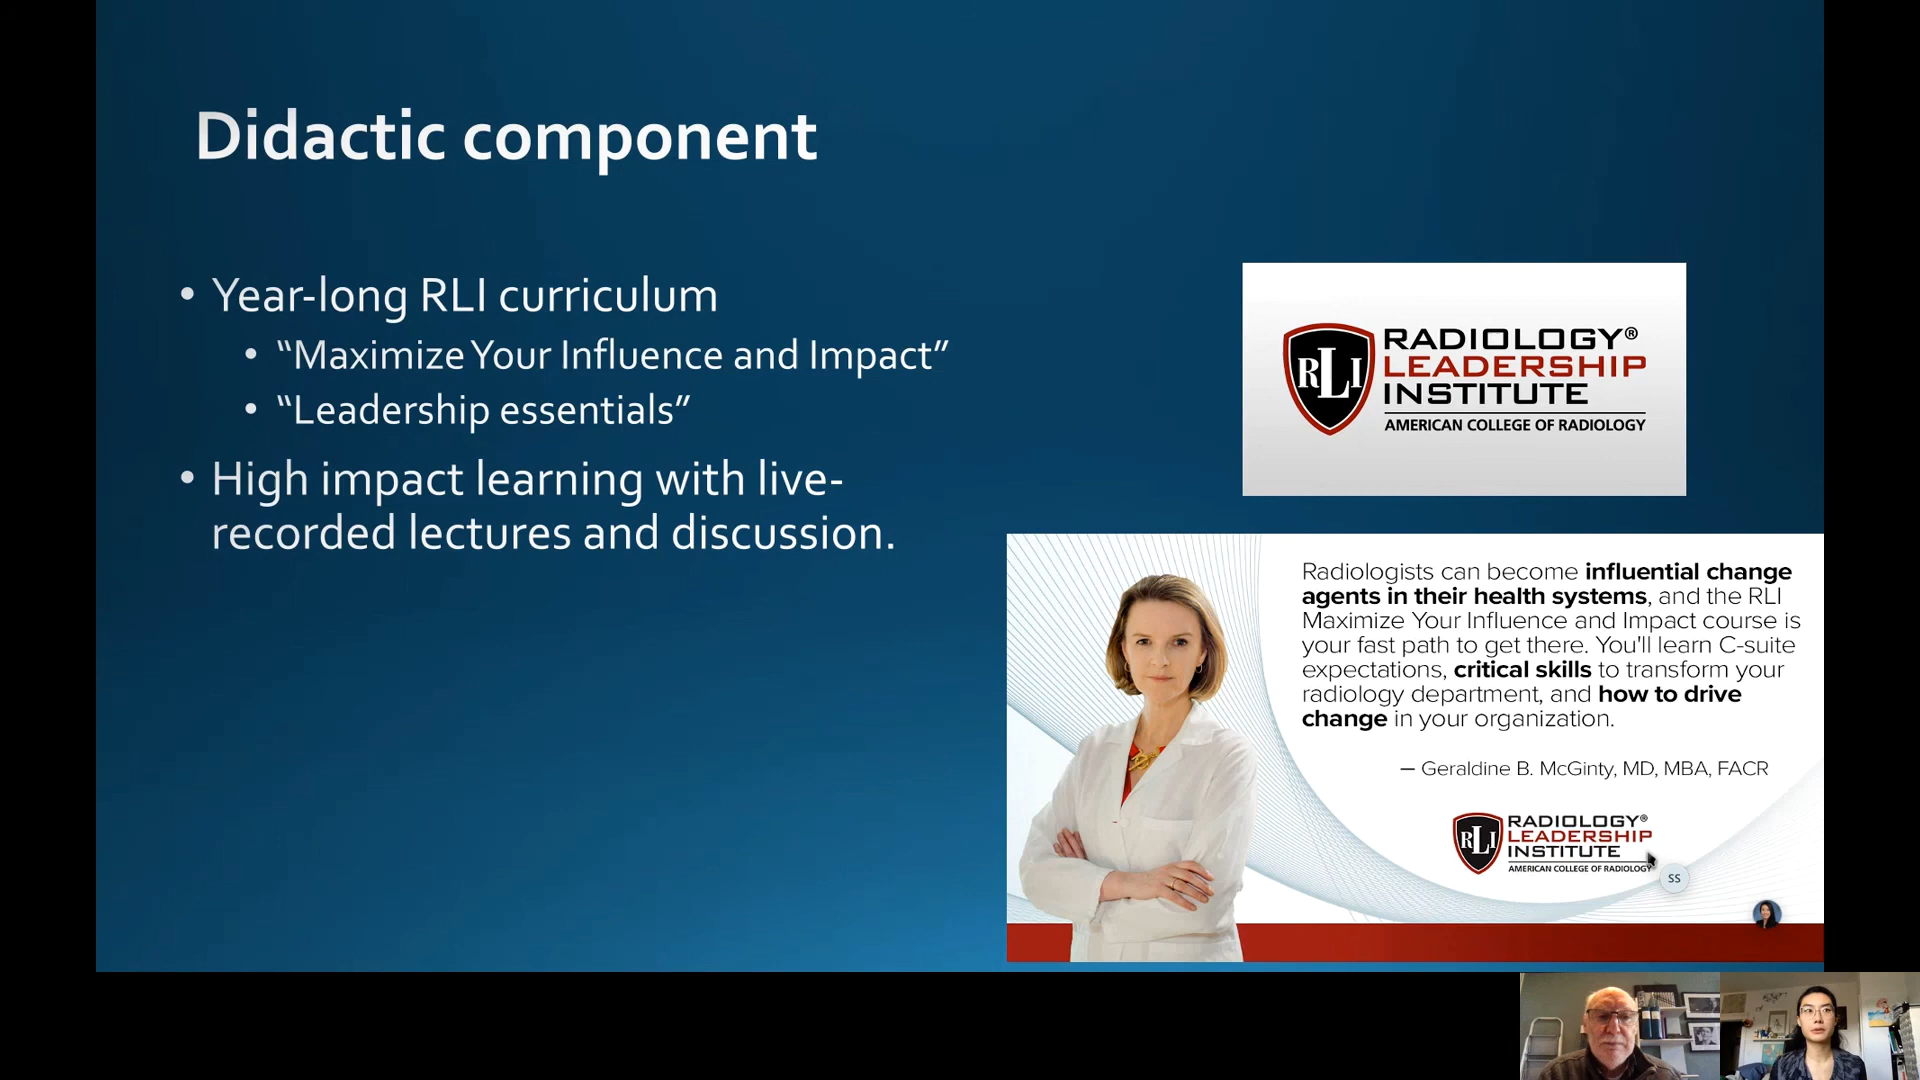 Didactic component
• Year-long RLI curriculum
• “Maximize Your Influence and Impact”
• “Leadership essentials”
• High impact learning with live-
recorded lectures and discussion.
RLI
RADIOLOGY®
LEADERSHIP
INSTITUTE
AMERICAN COLLEGE OF RADIOLOGY
Radiologists can become influential change
agents in their health systems, and the RLI
Maximize Your Influence and Impact course is
your fast path to get there. You'll learn C-suite
expectations, critical skills to transform your
radiology department, and how to drive
change in your organization.
— Geraldine B. McGinty, MD, MBA, FACR
RLI
RADIOLOGY®
LEADERSHIP
INSTITUTE
AMERICAN COLLEGE OF RADIOLOGY
SS